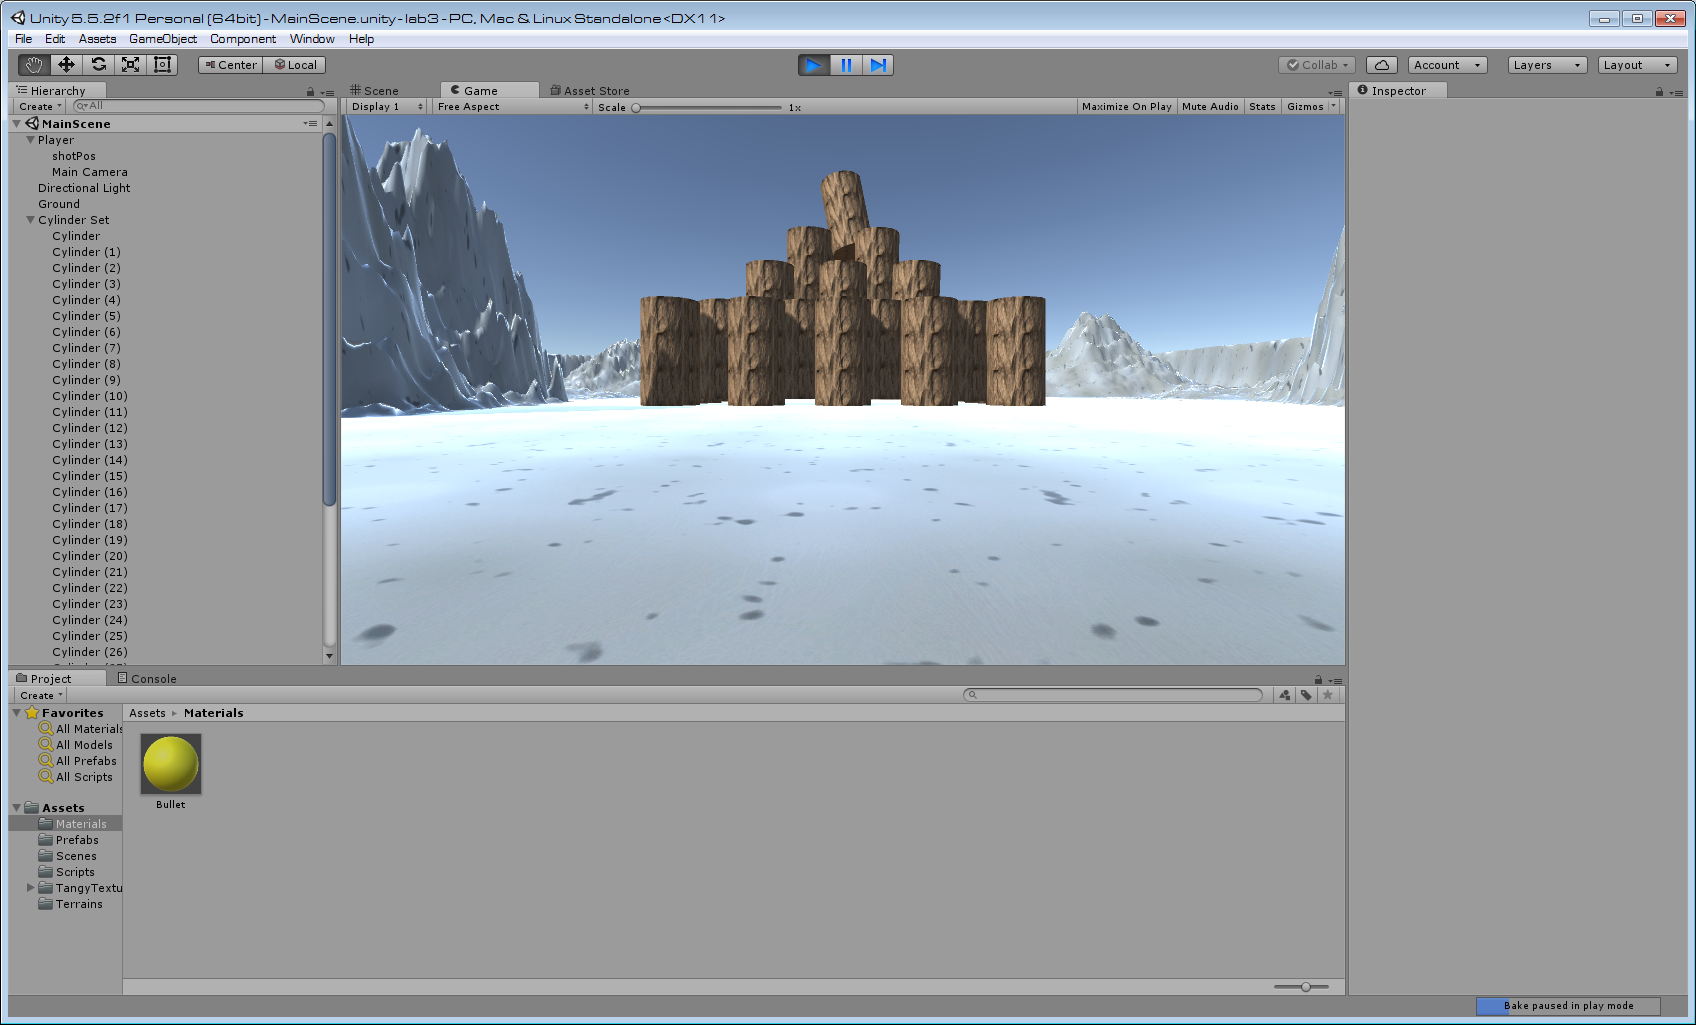 Unity 5.5.2f1 Personal (64bit) - MainScene.unity - lab3 - PC, Mac & Linux Standalone <DX11>
File Edit Assets GameObject Component Window Help
Center Local Collab Account Layers Layout
Hierarchy
Create All
MainScene
Player
shotPos
Main Camera
Directional Light
Ground
Cylinder Set
Cylinder
Cylinder (1)
Cylinder (2)
Cylinder (3)
Cylinder (4)
Cylinder (5)
Cylinder (6)
Cylinder (7)
Cylinder (8)
Cylinder (9)
Cylinder (10)
Cylinder (11)
Cylinder (12)
Cylinder (13)
Cylinder (14)
Cylinder (15)
Cylinder (16)
Cylinder (17)
Cylinder (18)
Cylinder (19)
Cylinder (20)
Cylinder (21)
Cylinder (22)
Cylinder (23)
Cylinder (24)
Cylinder (25)
Cylinder (26)
Scene Game Asset Store
Display 1 Free Aspect Scale 1x Maximize On Play Mute Audio Stats Gizmos
Inspector
Project Console
Create
Favorites
All Materials
All Models
All Prefabs
All Scripts
Assets
Materials
Prefabs
Scenes
Scripts
TangyTextu
Terrains
Assets ▸ Materials
Bullet
Bake paused in play mode